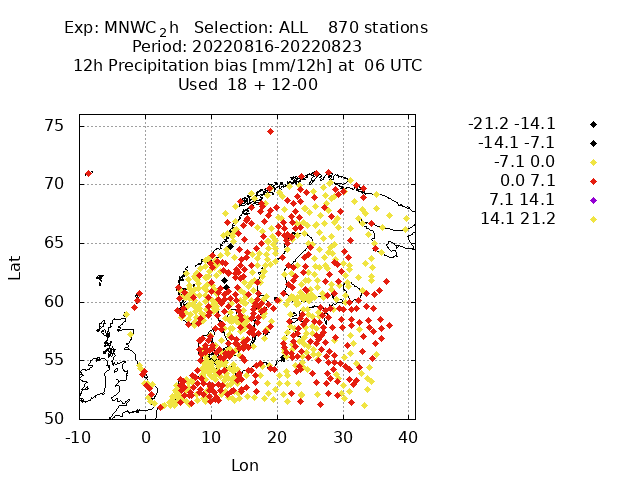 Exp: MNWC_2h   Selection: ALL    870 stations
Period: 20220816-20220823
12h Precipitation bias [mm/12h] at  06 UTC
Used  18 + 12-00
-21.2 -14.1
-14.1 -7.1
-7.1 0.0
0.0 7.1
7.1 14.1
14.1 21.2
75
70
65
60
55
50
Lat
-10 0 10 20 30 40
Lon